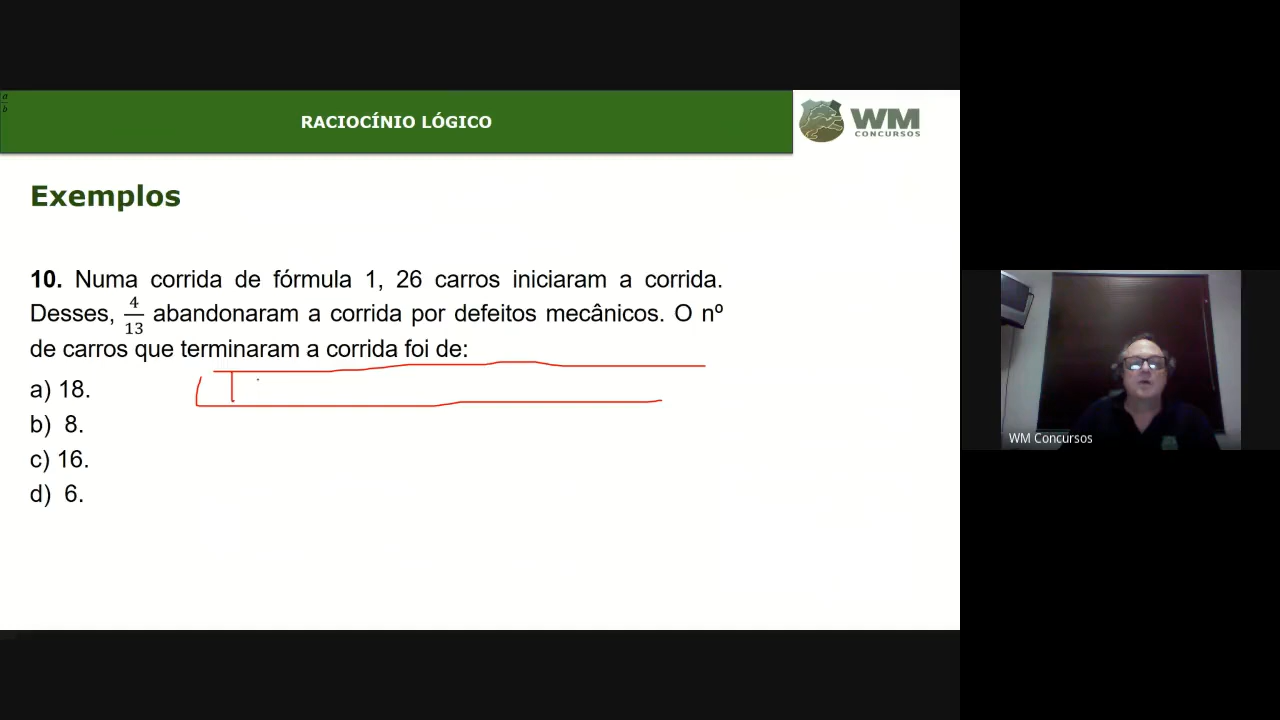 a
b
RACIOCÍNIO LÓGICO
WM
CONCURSOS
Exemplos
10. Numa corrida de fórmula 1, 26 carros iniciaram a corrida.
Desses, 4/13 abandonaram a corrida por defeitos mecânicos. O nº
de carros que terminaram a corrida foi de:
a) 18.
b) 8.
c) 16.
d) 6.
WM Concursos